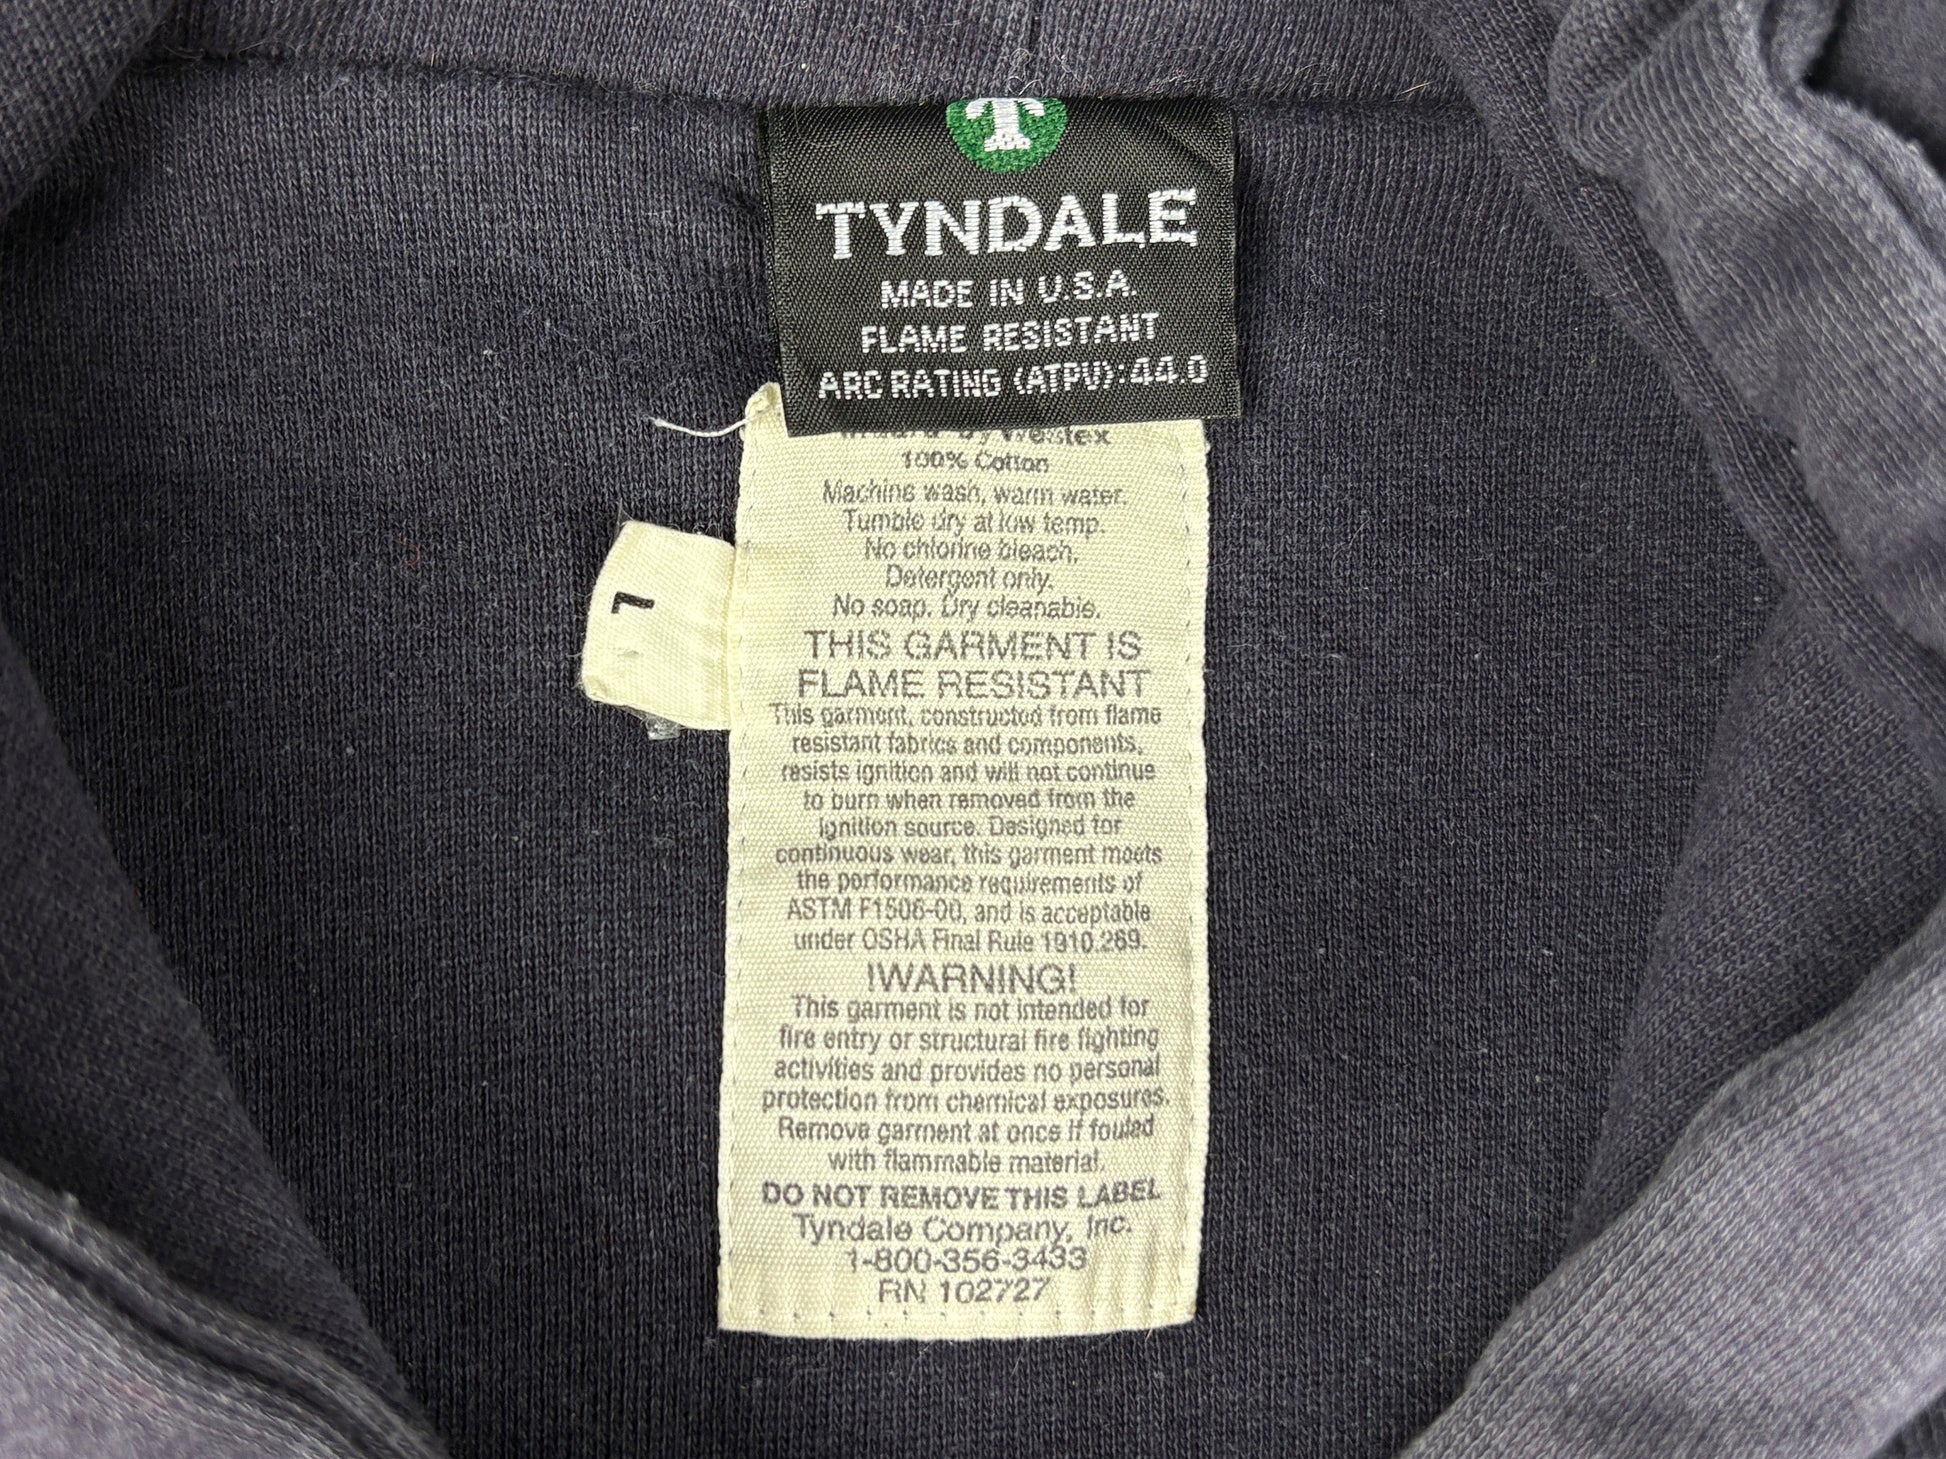 T
TYNDALE
MADE IN U.S.A.
FLAME RESISTANT
ARC RATING (ATPV):44.0
by Westex
100% Cotton
Machine wash, warm water.
Tumble dry at low temp.
No chlorine bleach.
Detergent only.
No soap. Dry cleanable.
L
THIS GARMENT IS
FLAME RESISTANT
This garment, constructed from flame
resistant fabrics and components,
resists ignition and will not continue
to burn when removed from the
ignition source. Designed for
continuous wear, this garment meets
the performance requirements of
ASTM F1506-00, and is acceptable
under OSHA Final Rule 1910.269.
!WARNING!
This garment is not intended for
fire entry or structural fire fighting
activities and provides no personal
protection from chemical exposures.
Remove garment at once if fouled
with flammable material.
DO NOT REMOVE THIS LABEL
Tyndale Company, Inc.
1-800-356-3433
RN 102727